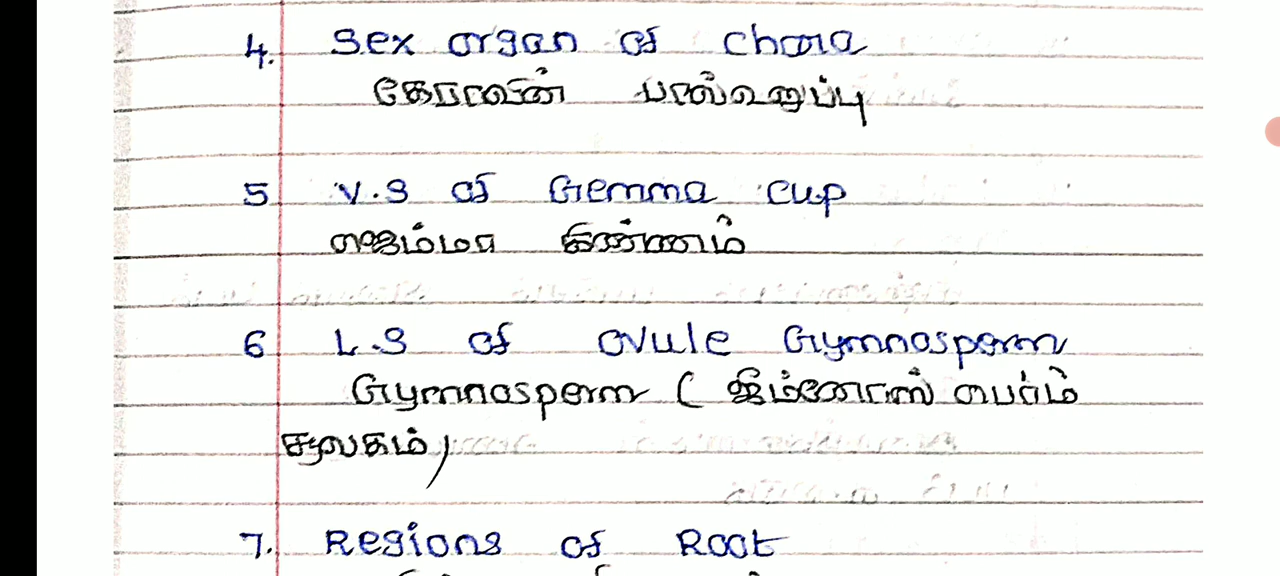 4. Sex organ of Chara
கேராவின் பால்உறுப்பு
5 V.S of Gemma cup
ஜெம்மா கிண்ணம்
6 L.S of Ovule Gymnosperm
Gymnosperm ( ஜிம்னோஸ் பெர்ம்
சூலகம்)
7. Regions of Root